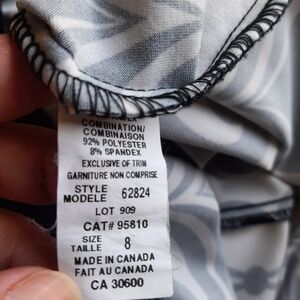 COMBINATION/
COMBINAISON
92% POLYESTER
8% SPANDEX
EXCLUSIVE OF TRIM
GARNITURE NON COMPRISE
STYLE
MODELE 62824
LOT 909
CAT# 95810
SIZE
TAILLE 8
MADE IN CANADA
FAIT AU CANADA
CA 30600